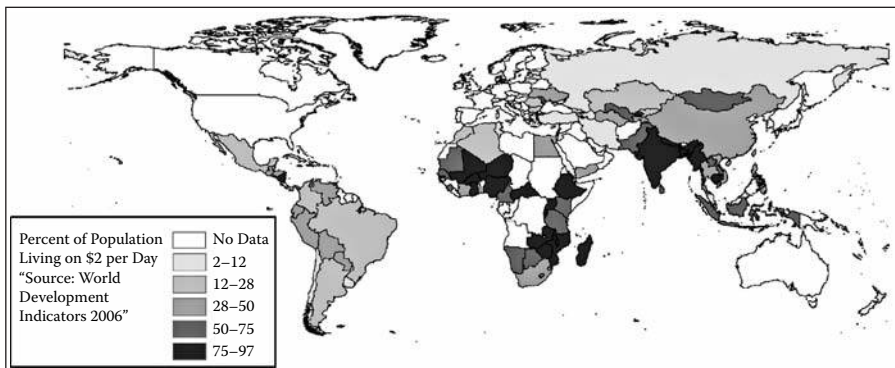 Percent of Population
Living on $2 per Day
“Source: World
Development
Indicators 2006”
No Data
2–12
12–28
28–50
50–75
75–97